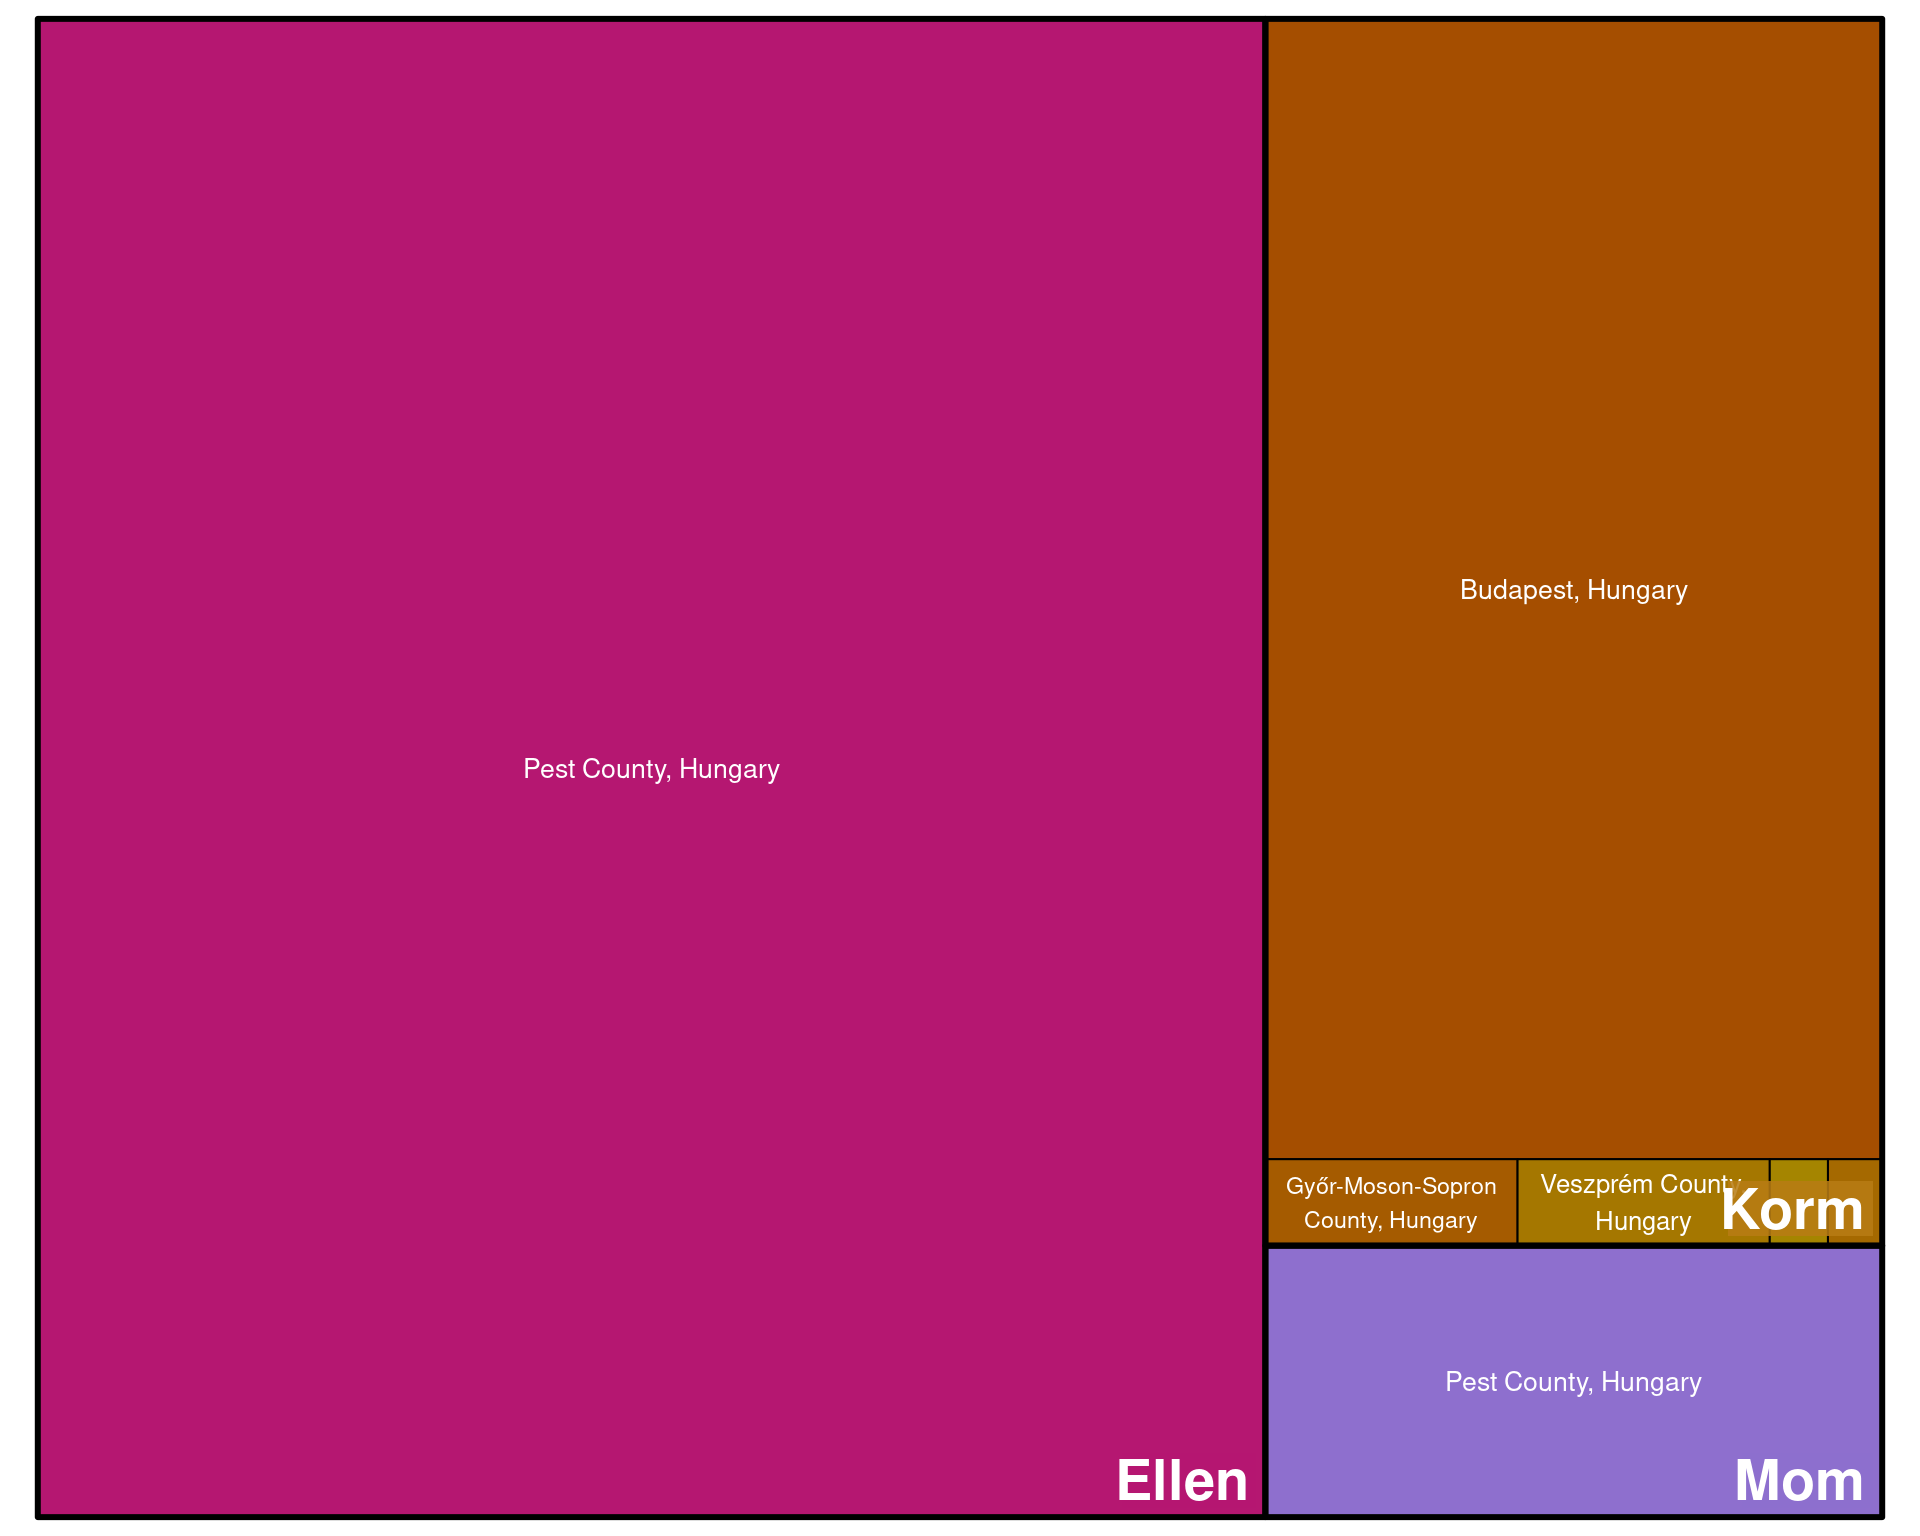 Budapest, Hungary
Pest County, Hungary
Győr-Moson-Sopron
County, Hungary
Veszprém County,
Hungary
Korm
Pest County, Hungary
Ellen
Mom